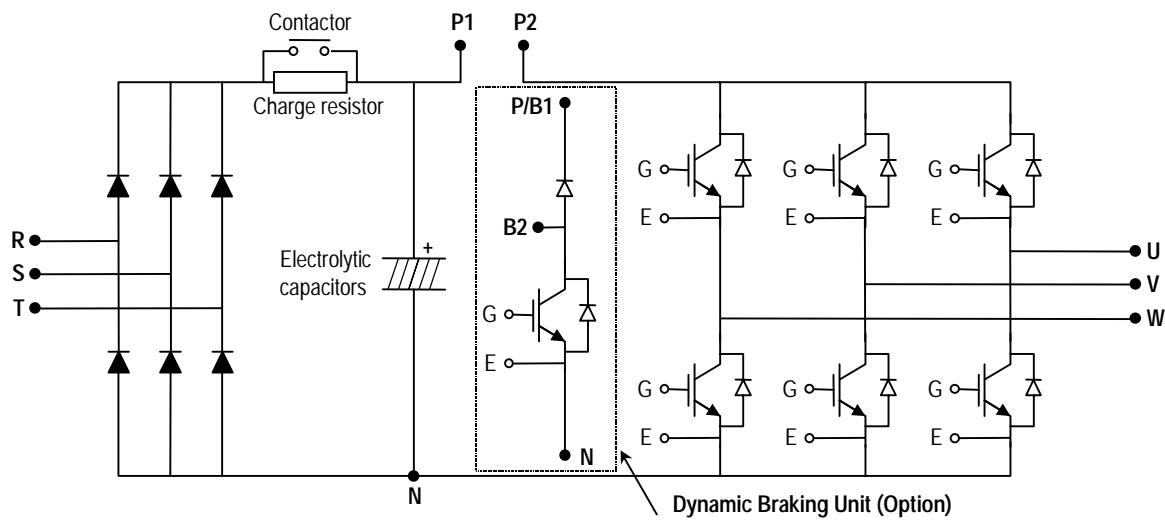 Contactor
P1
P2
Charge resistor
P/B1
G
G
G
E
E
E
R
S
T
B2
Electrolytic
capacitors
+
U
V
W
G
E
G
G
G
E
E
E
N
N
Dynamic Braking Unit (Option)